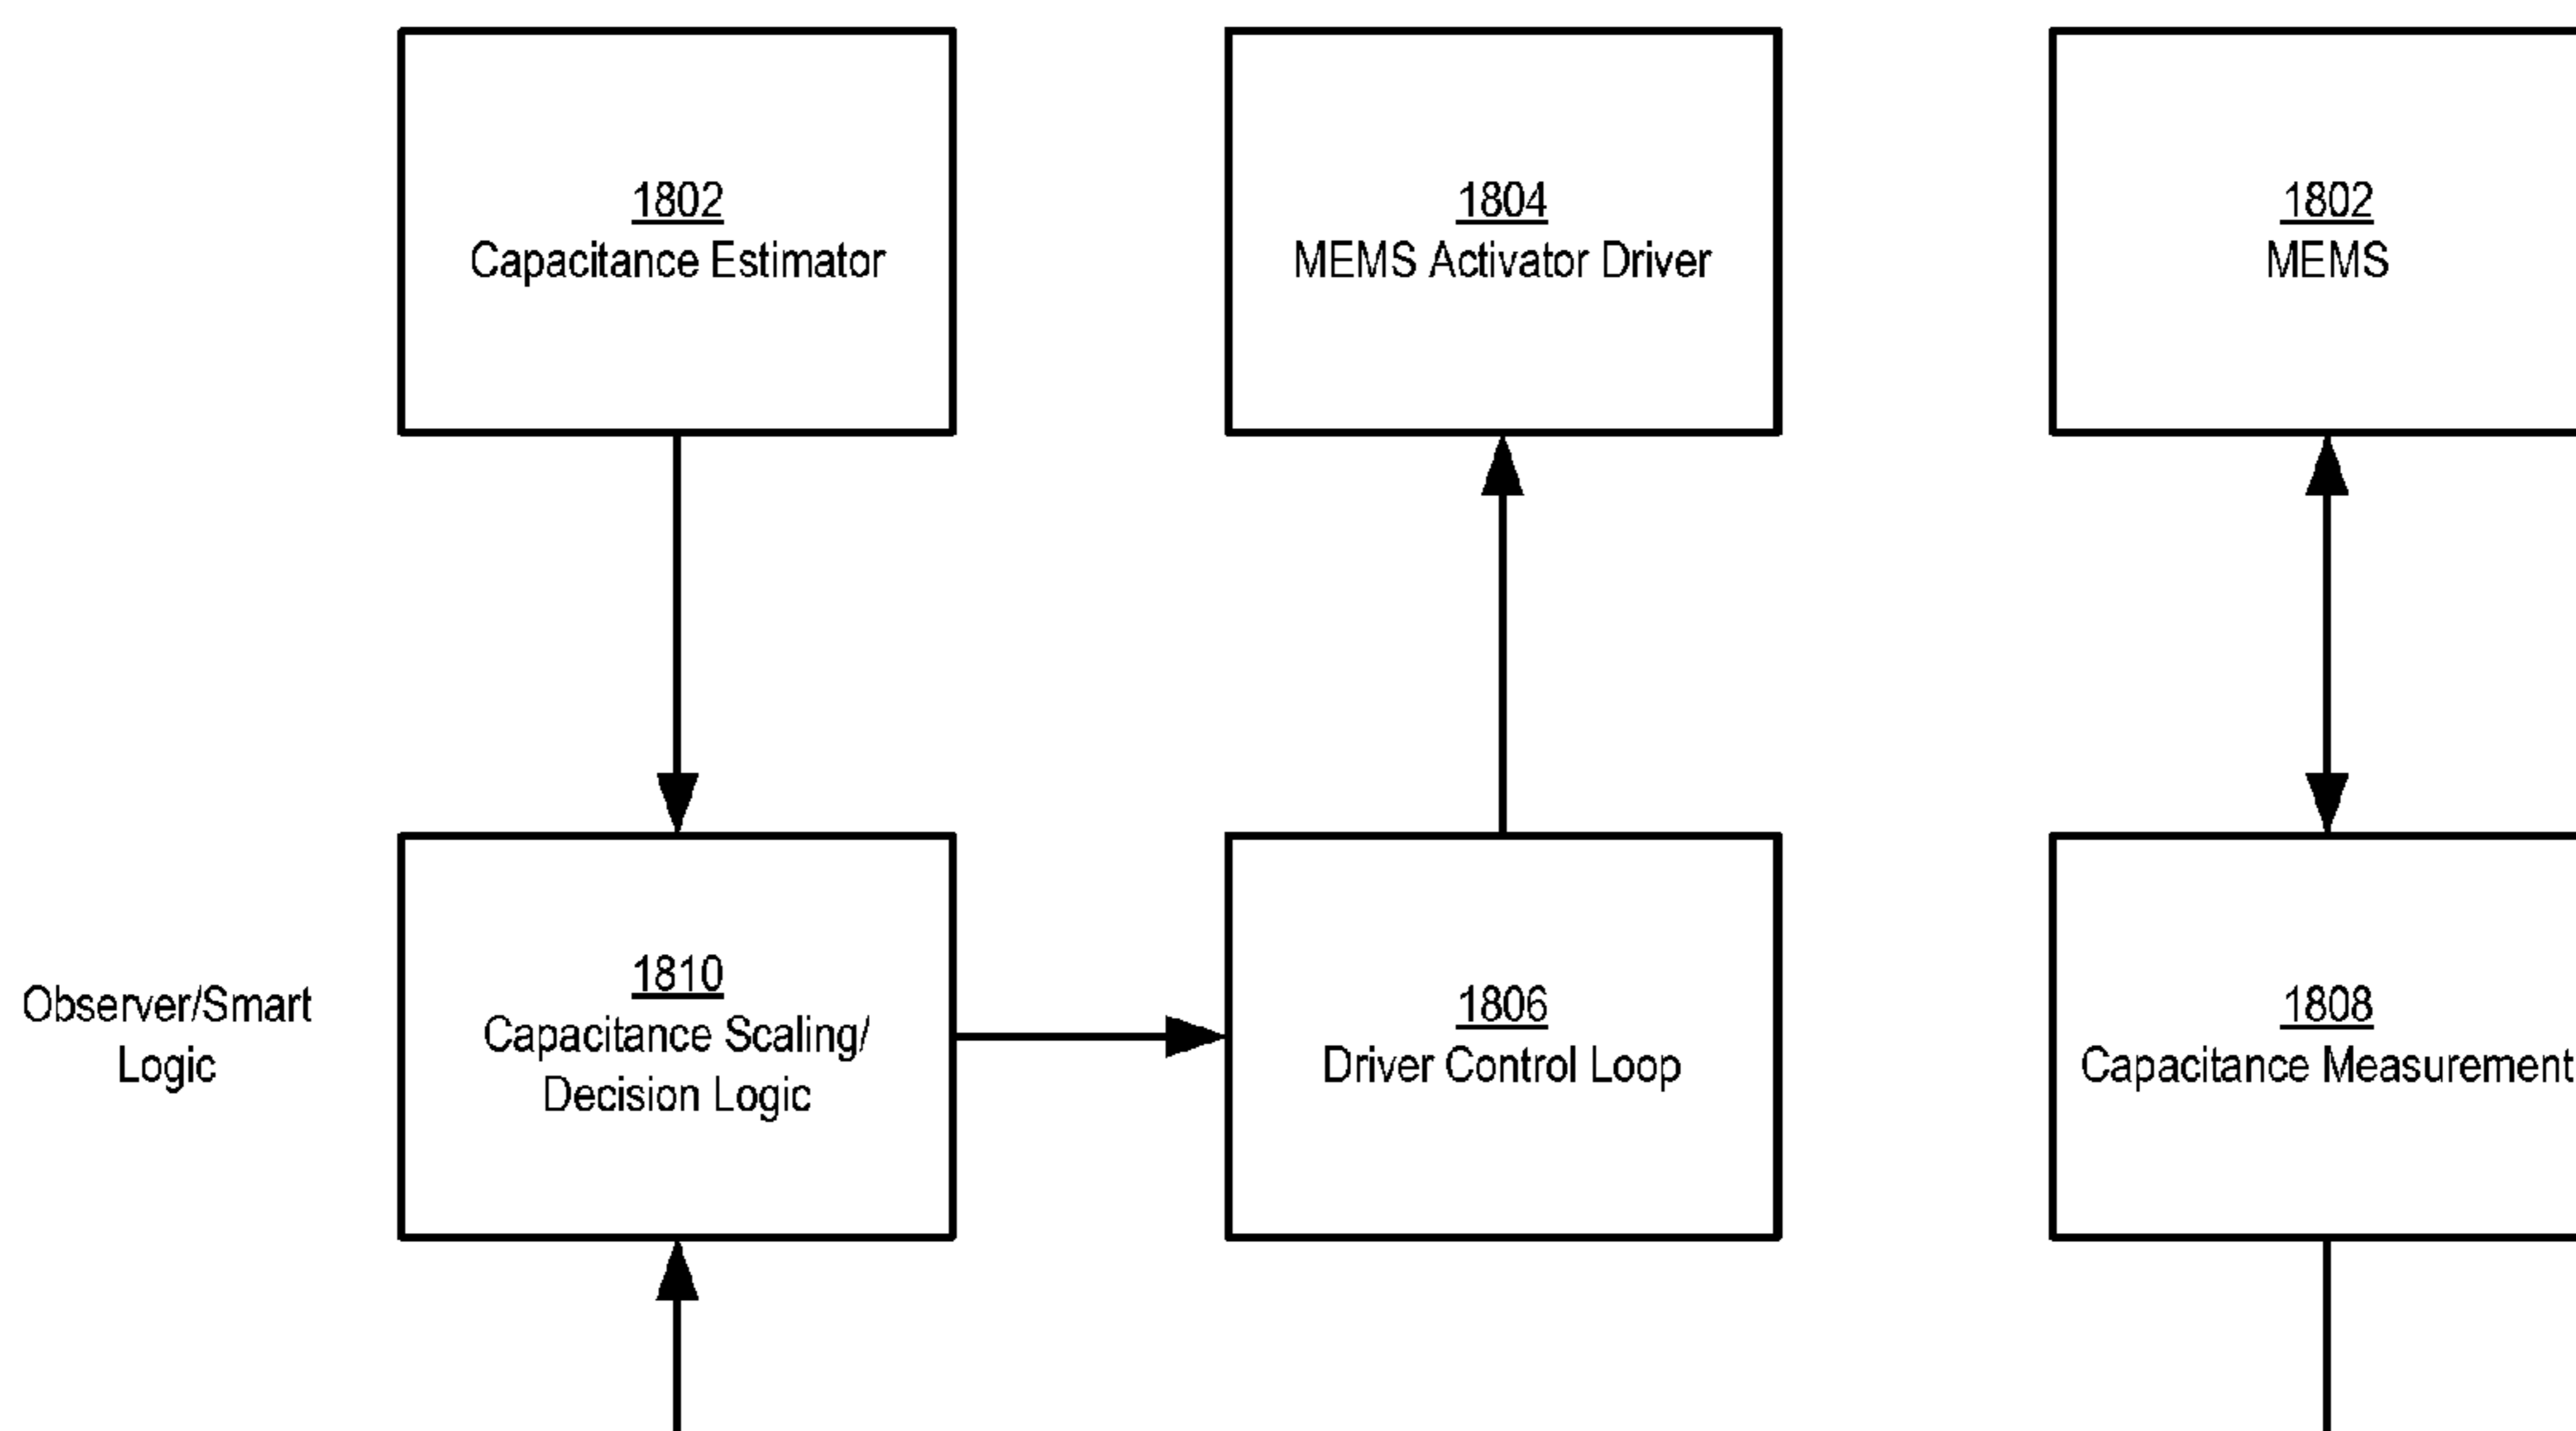 1802
Capacitance Estimator
1804
MEMS Activator Driver
1802
MEMS
Observer/Smart
Logic
1810
Capacitance Scaling/
Decision Logic
1806
Driver Control Loop
1808
Capacitance Measurement